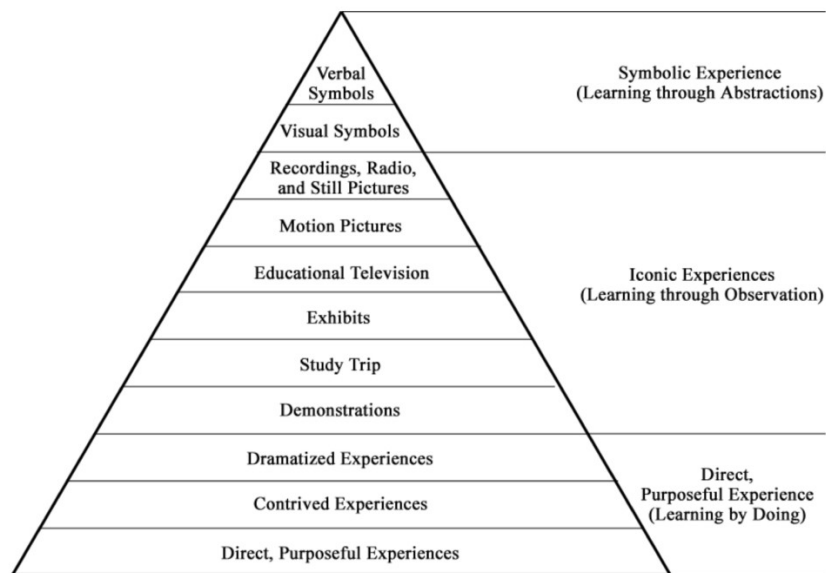 Verbal
Symbols
Visual Symbols
Recordings, Radio,
and Still Pictures
Motion Pictures
Educational Television
Exhibits
Study Trip
Demonstrations
Dramatized Experiences
Contrived Experiences
Direct, Purposeful Experiences
Symbolic Experience
(Learning through Abstractions)
Iconic Experiences
(Learning through Observation)
Direct,
Purposeful Experience
(Learning by Doing)